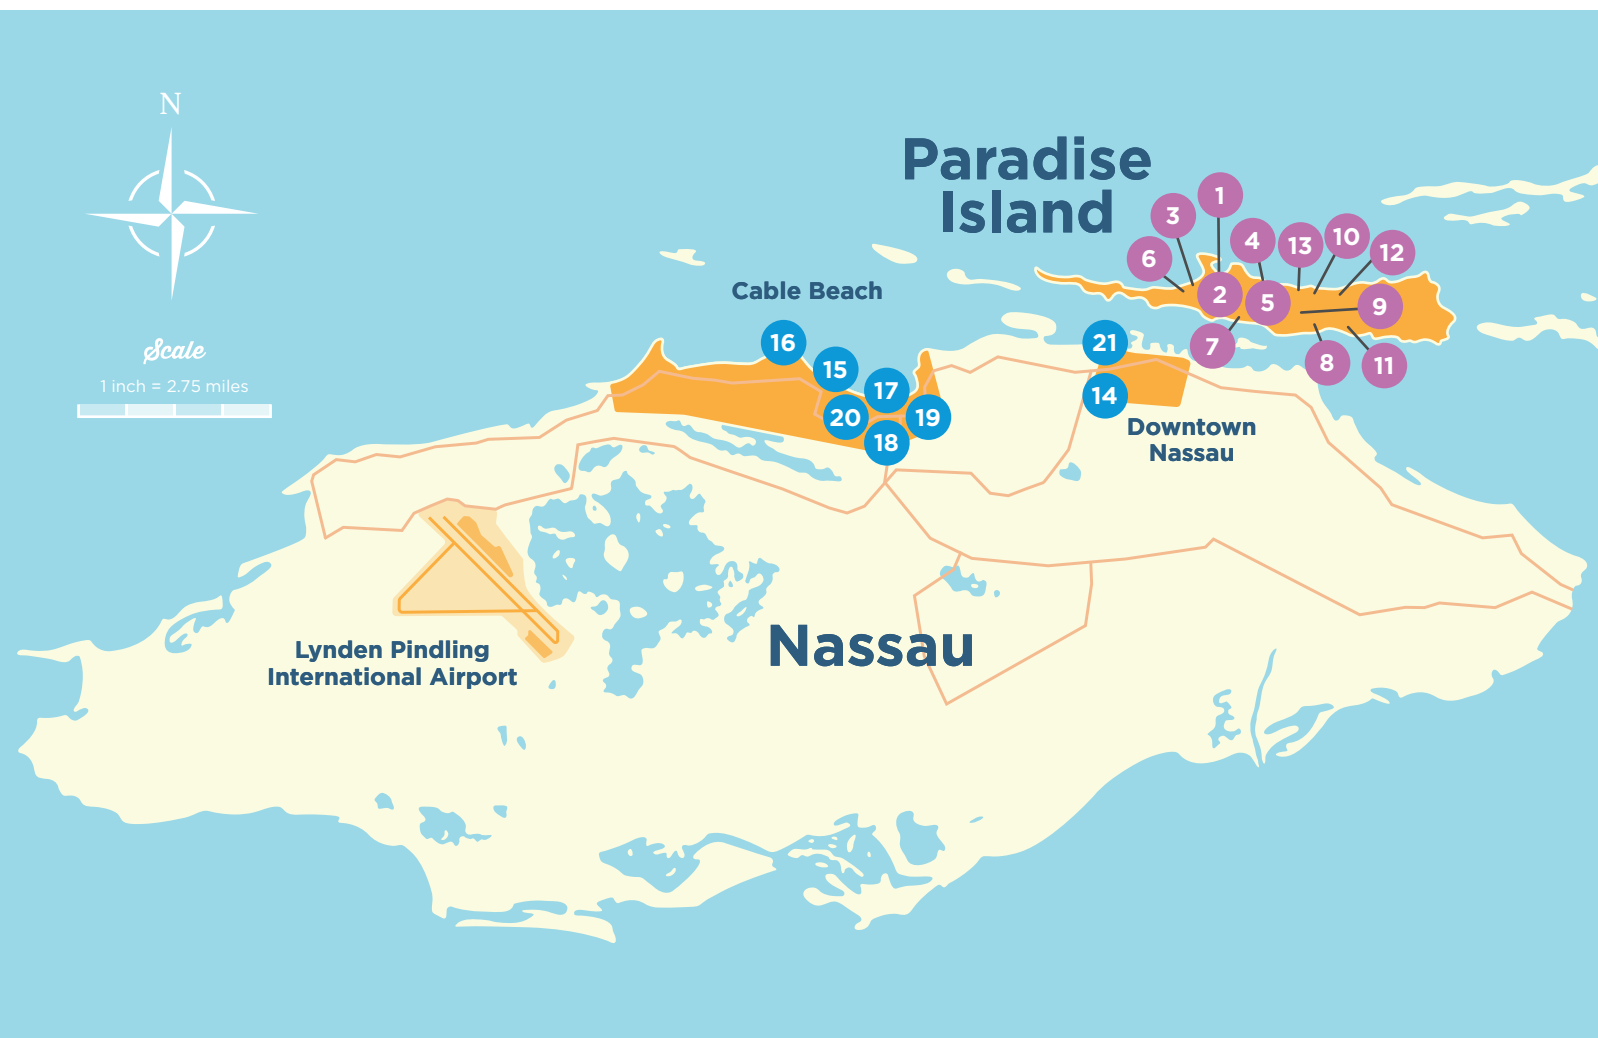 N
Paradise
Island
1
3
4
13
10
12
6
2
5
9
7
8
11
Cable Beach
16
15
17
20
19
18
21
14
Downtown
Nassau
Scale
1 inch = 2.75 miles
Lynden Pindling
International Airport
Nassau